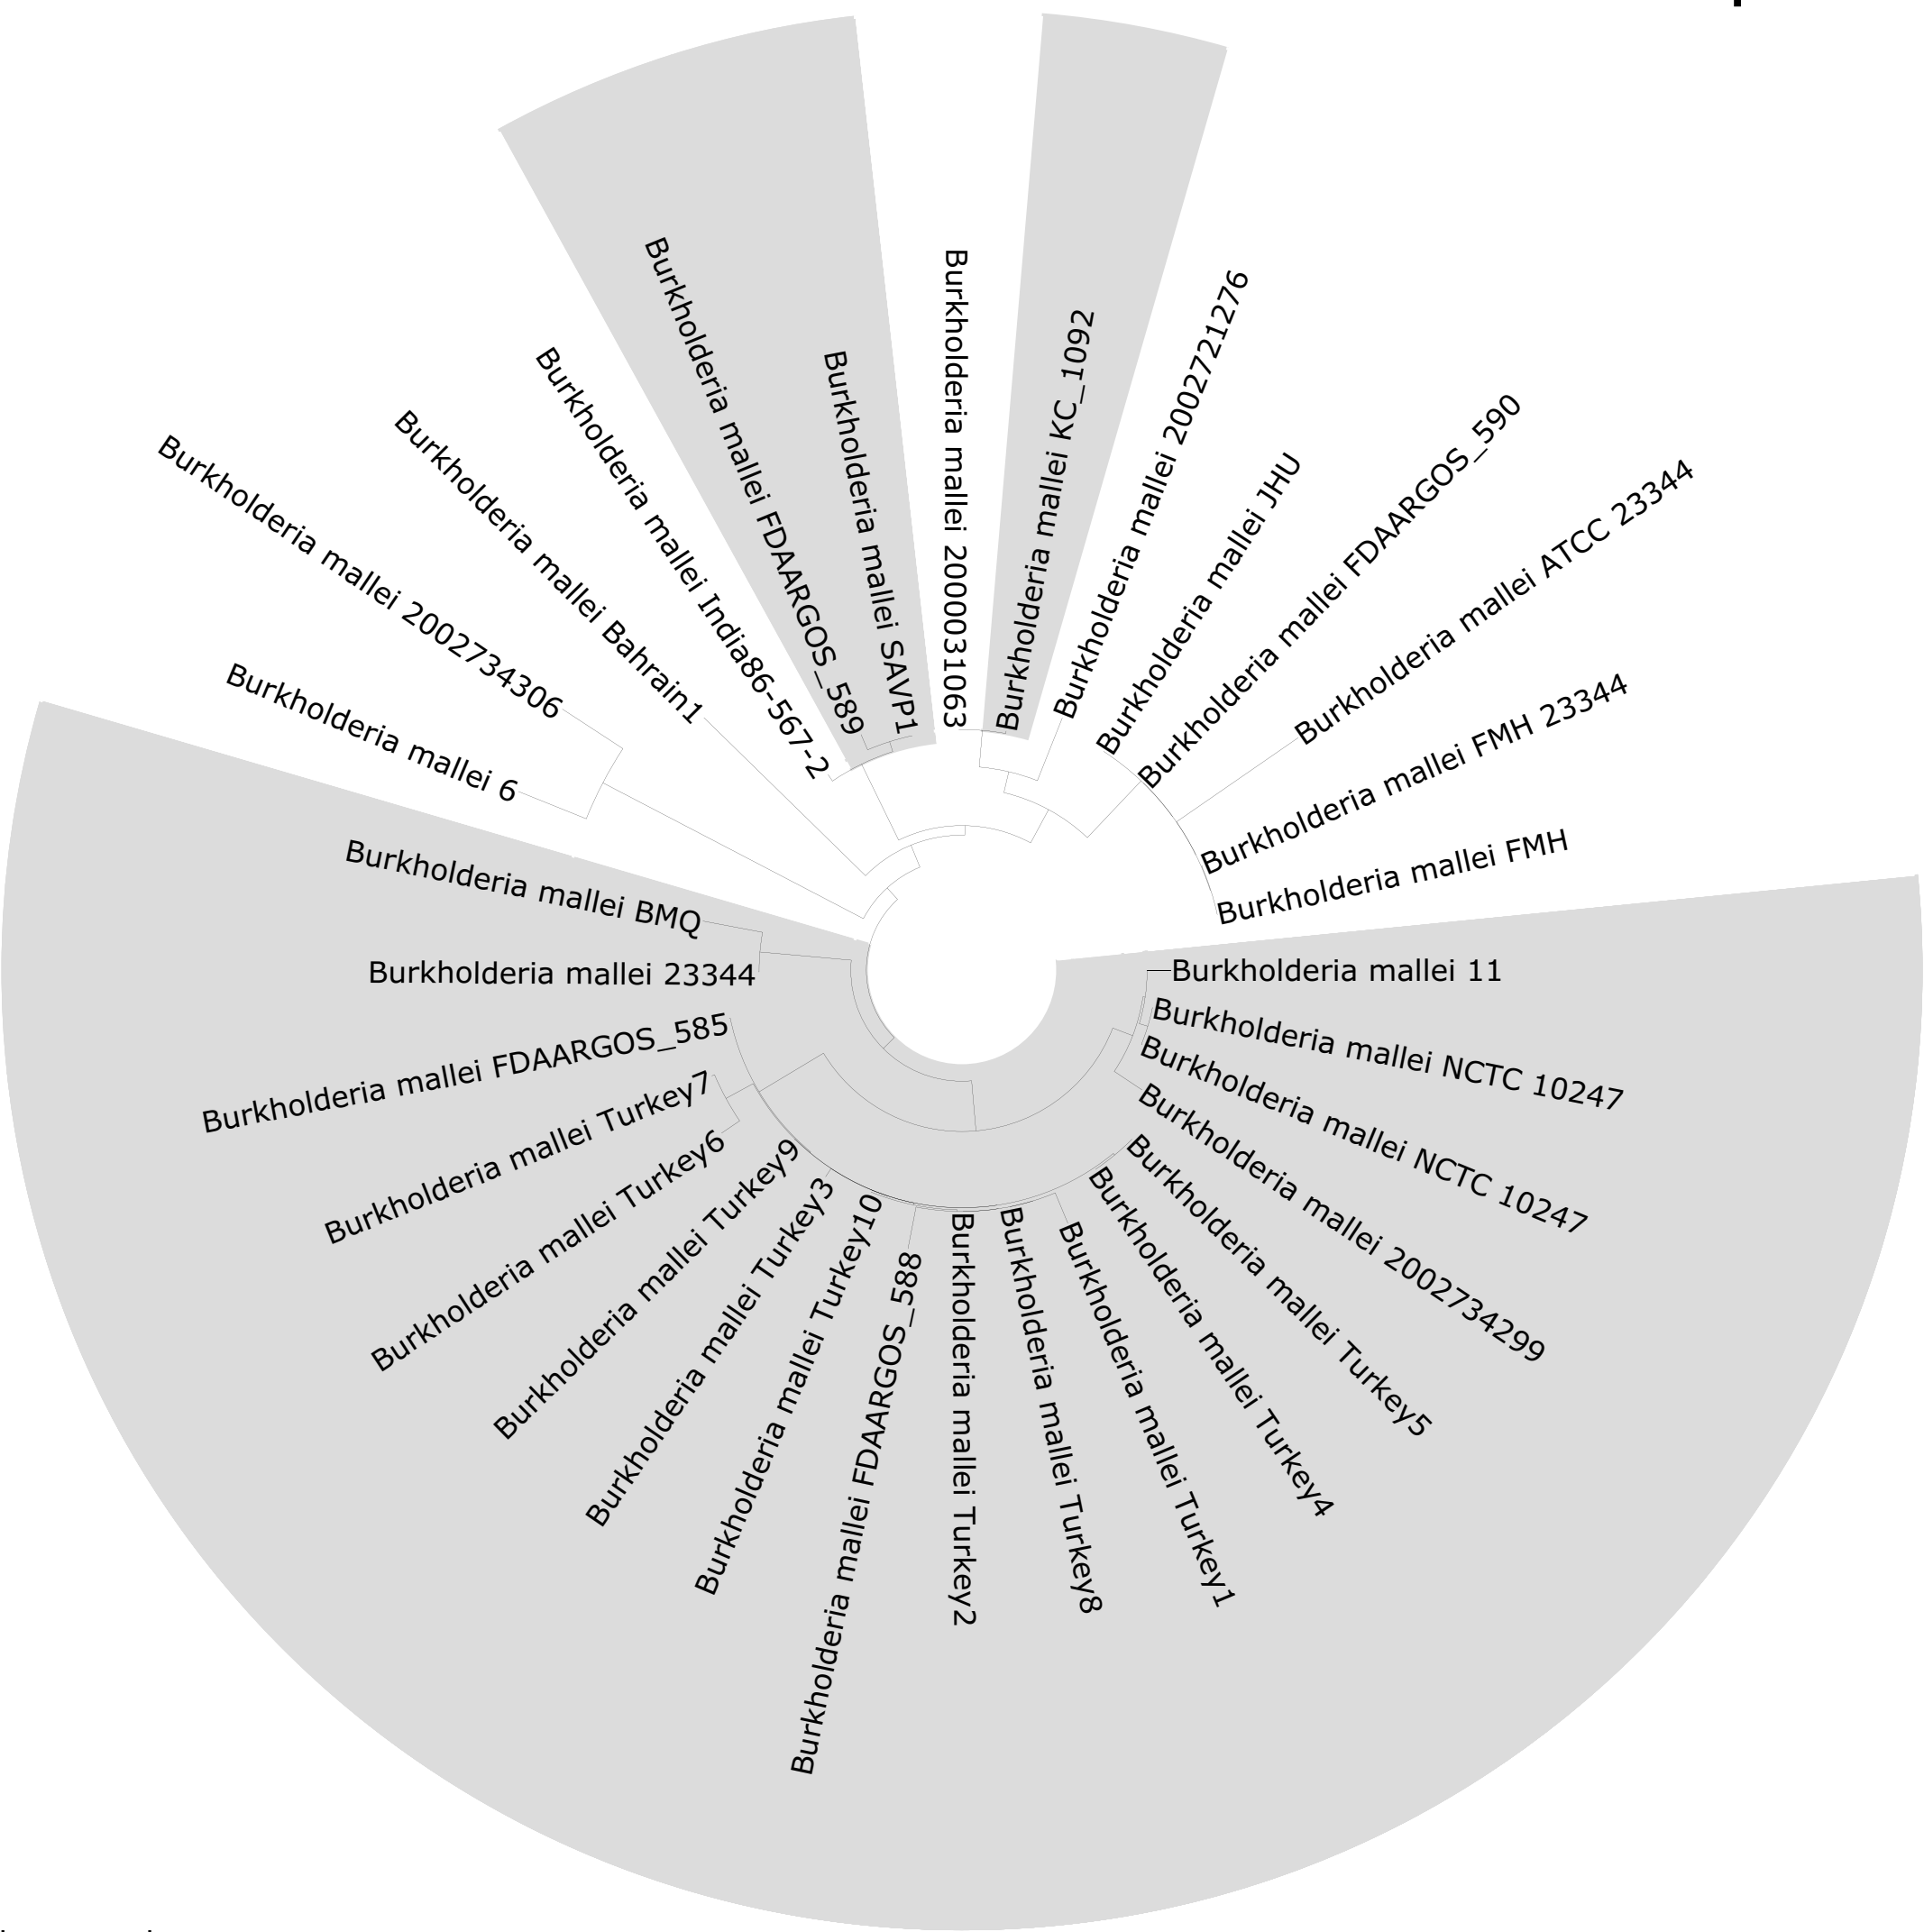 Burkholderia mallei 2000031063
Burkholderia mallei KC_1092
Burkholderia mallei 2002721276
Burkholderia mallei JHU
Burkholderia mallei FDAARGOS_590
Burkholderia mallei ATCC 23344
Burkholderia mallei FMH 23344
Burkholderia mallei FMH
Burkholderia mallei 11
Burkholderia mallei NCTC 10247
Burkholderia mallei NCTC 10247
Burkholderia mallei 2002734299
Burkholderia mallei Turkey5
Burkholderia mallei Turkey4
Burkholderia mallei Turkey1
Burkholderia mallei Turkey8
Burkholderia mallei Turkey2
Burkholderia mallei FDAARGOS_588
Burkholderia mallei Turkey10
Burkholderia mallei Turkey3
Burkholderia mallei Turkey9
Burkholderia mallei Turkey6
Burkholderia mallei Turkey7
Burkholderia mallei FDAARGOS_585
Burkholderia mallei 23344
Burkholderia mallei BMQ
Burkholderia mallei 6
Burkholderia mallei 2002734306
Burkholderia mallei Bahrain1
Burkholderia mallei India86-567-2
Burkholderia mallei FDAARGOS_589
Burkholderia mallei SAVP1